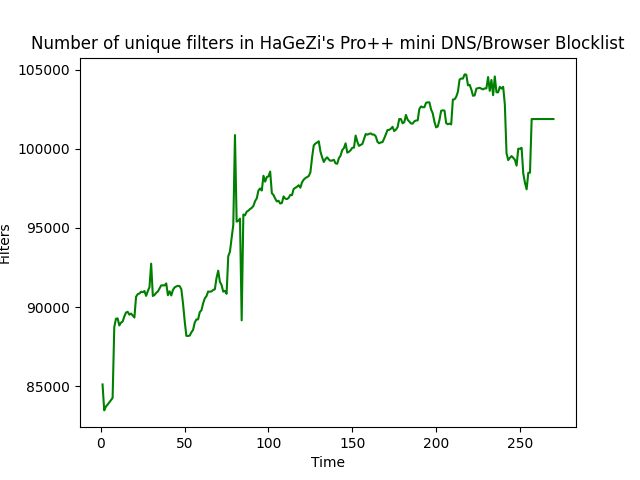 Number of unique filters in HaGeZi's Pro++ mini DNS/Browser Blocklist
105000
100000
95000
90000
85000
Filters
0 50 100 150 200 250
Time